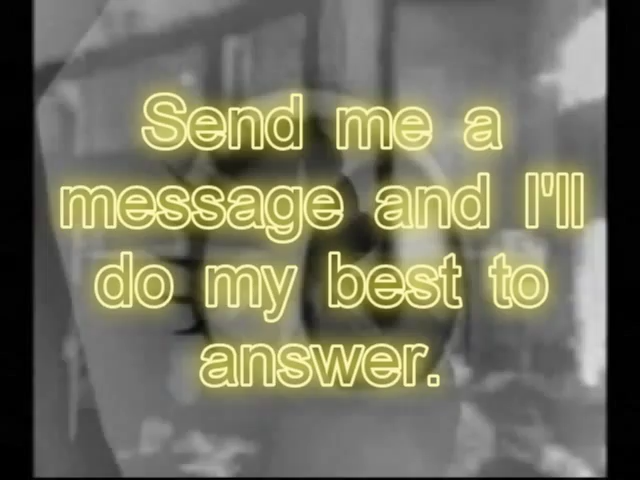 Send me a
message and I'll
do my best to
answer.